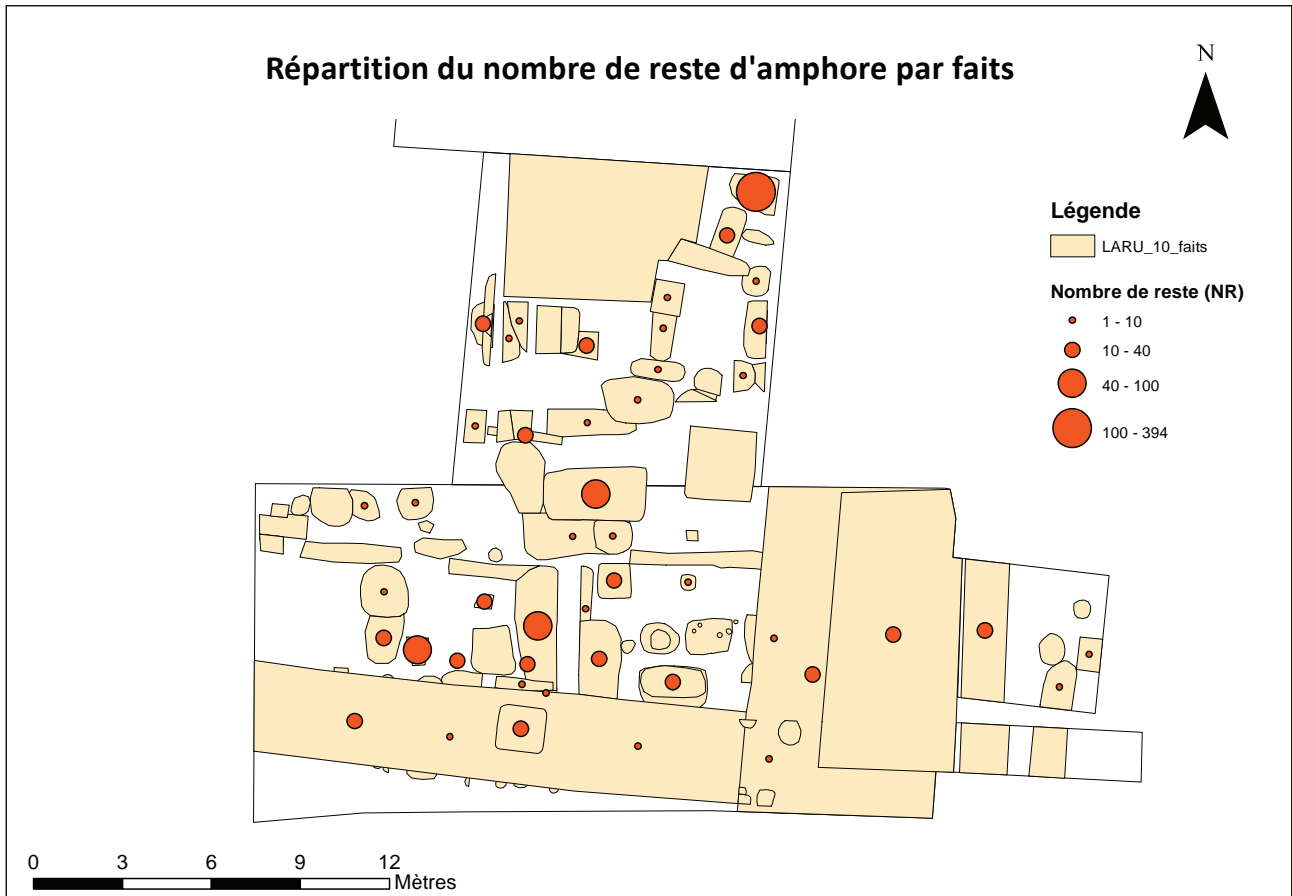 Répartition du nombre de reste d'amphore par faits
N
Légende
LARU_10_faits
Nombre de reste (NR)
1 - 10
10 - 40
40 - 100
100 - 394
0 3 6 9 12
Mètres